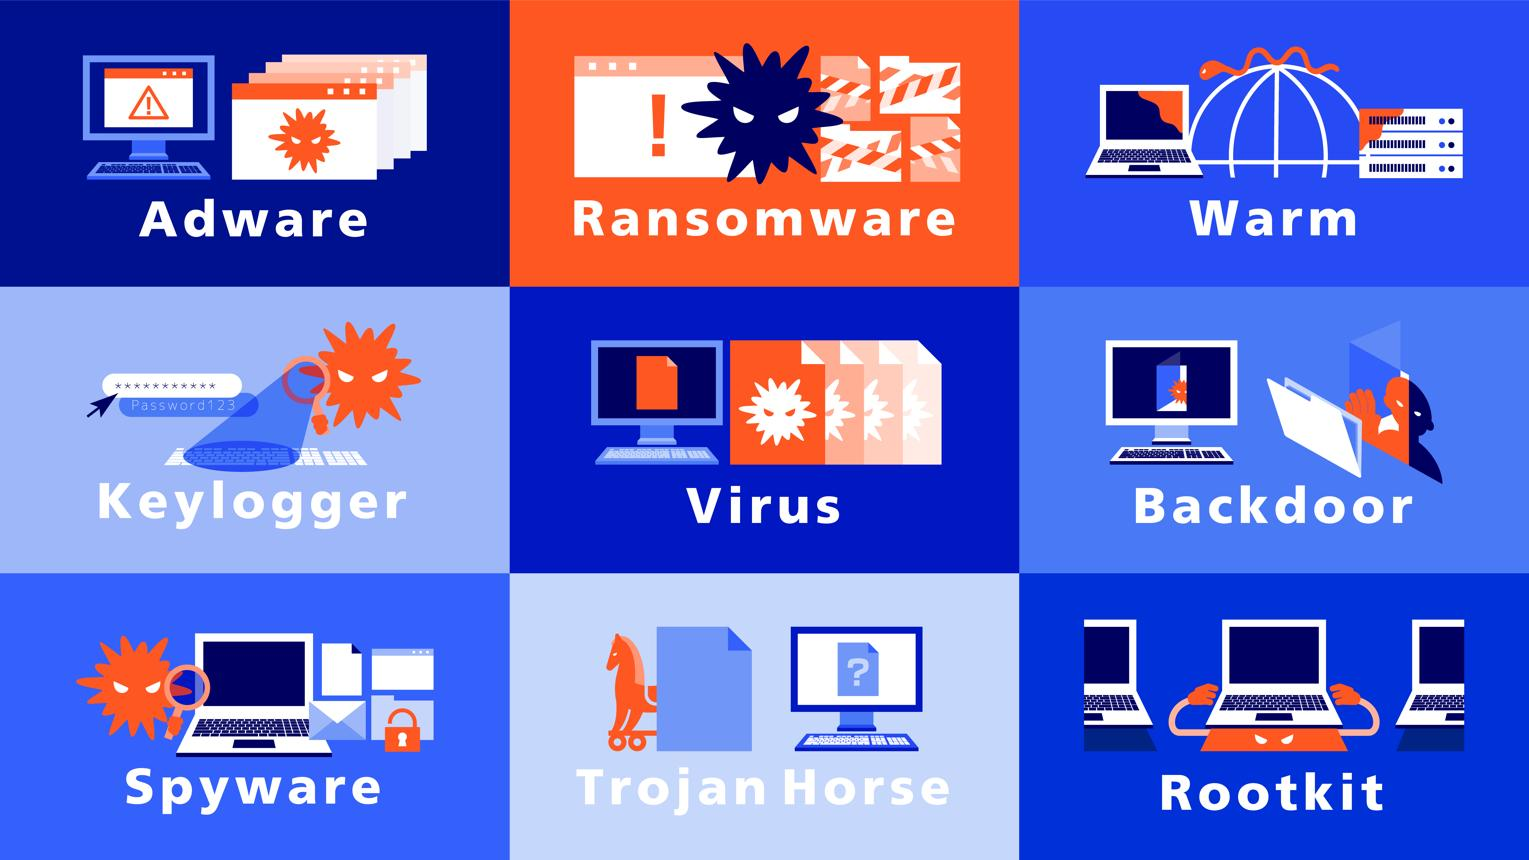 Adware
!
Ransomware
Warm
***********
Password123
Keylogger
Virus
Backdoor
Spyware
?
Trojan Horse
Rootkit